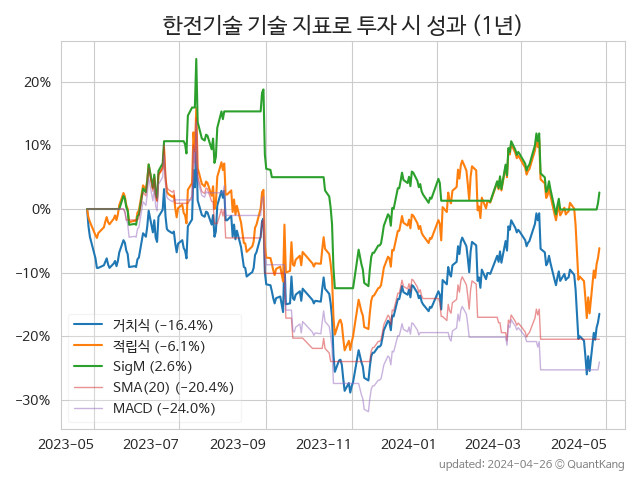 한전기술 기술 지표로 투자 시 성과 (1년)
20%
10%
0%
−10%
−20%
−30%
거치식 (−16.4%)
적립식 (−6.1%)
SigM (2.6%)
SMA(20) (−20.4%)
MACD (−24.0%)
2023−05 2023−07 2023−09 2023−11 2024−01 2024−03 2024−05
updated: 2024−04−26 © QuantKang